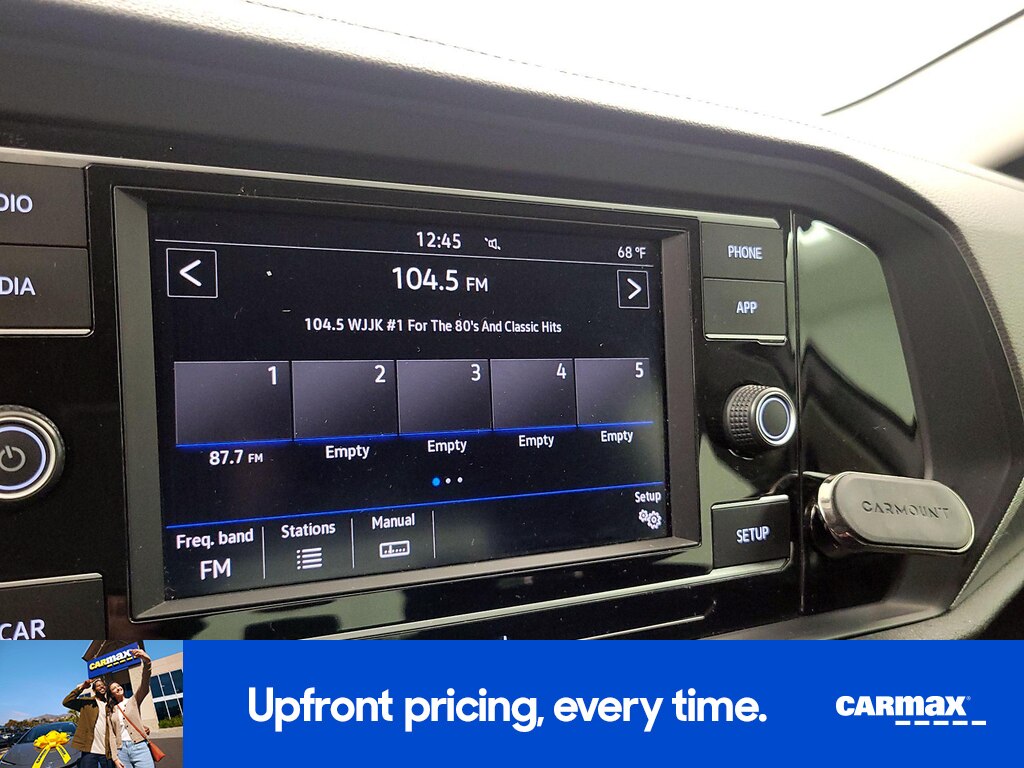 12:45
68 °F
<
104.5 FM
>
104.5 WJJK #1 For The 80's And Classic Hits
1 2 3 4 5
87.7 FM Empty Empty Empty Empty
Setup
Freq. band Stations Manual
FM
DIO
DIA
CAR
PHONE
APP
SETUP
CARMOUNT
CARMAX
Upfront pricing, every time.
CARMAX